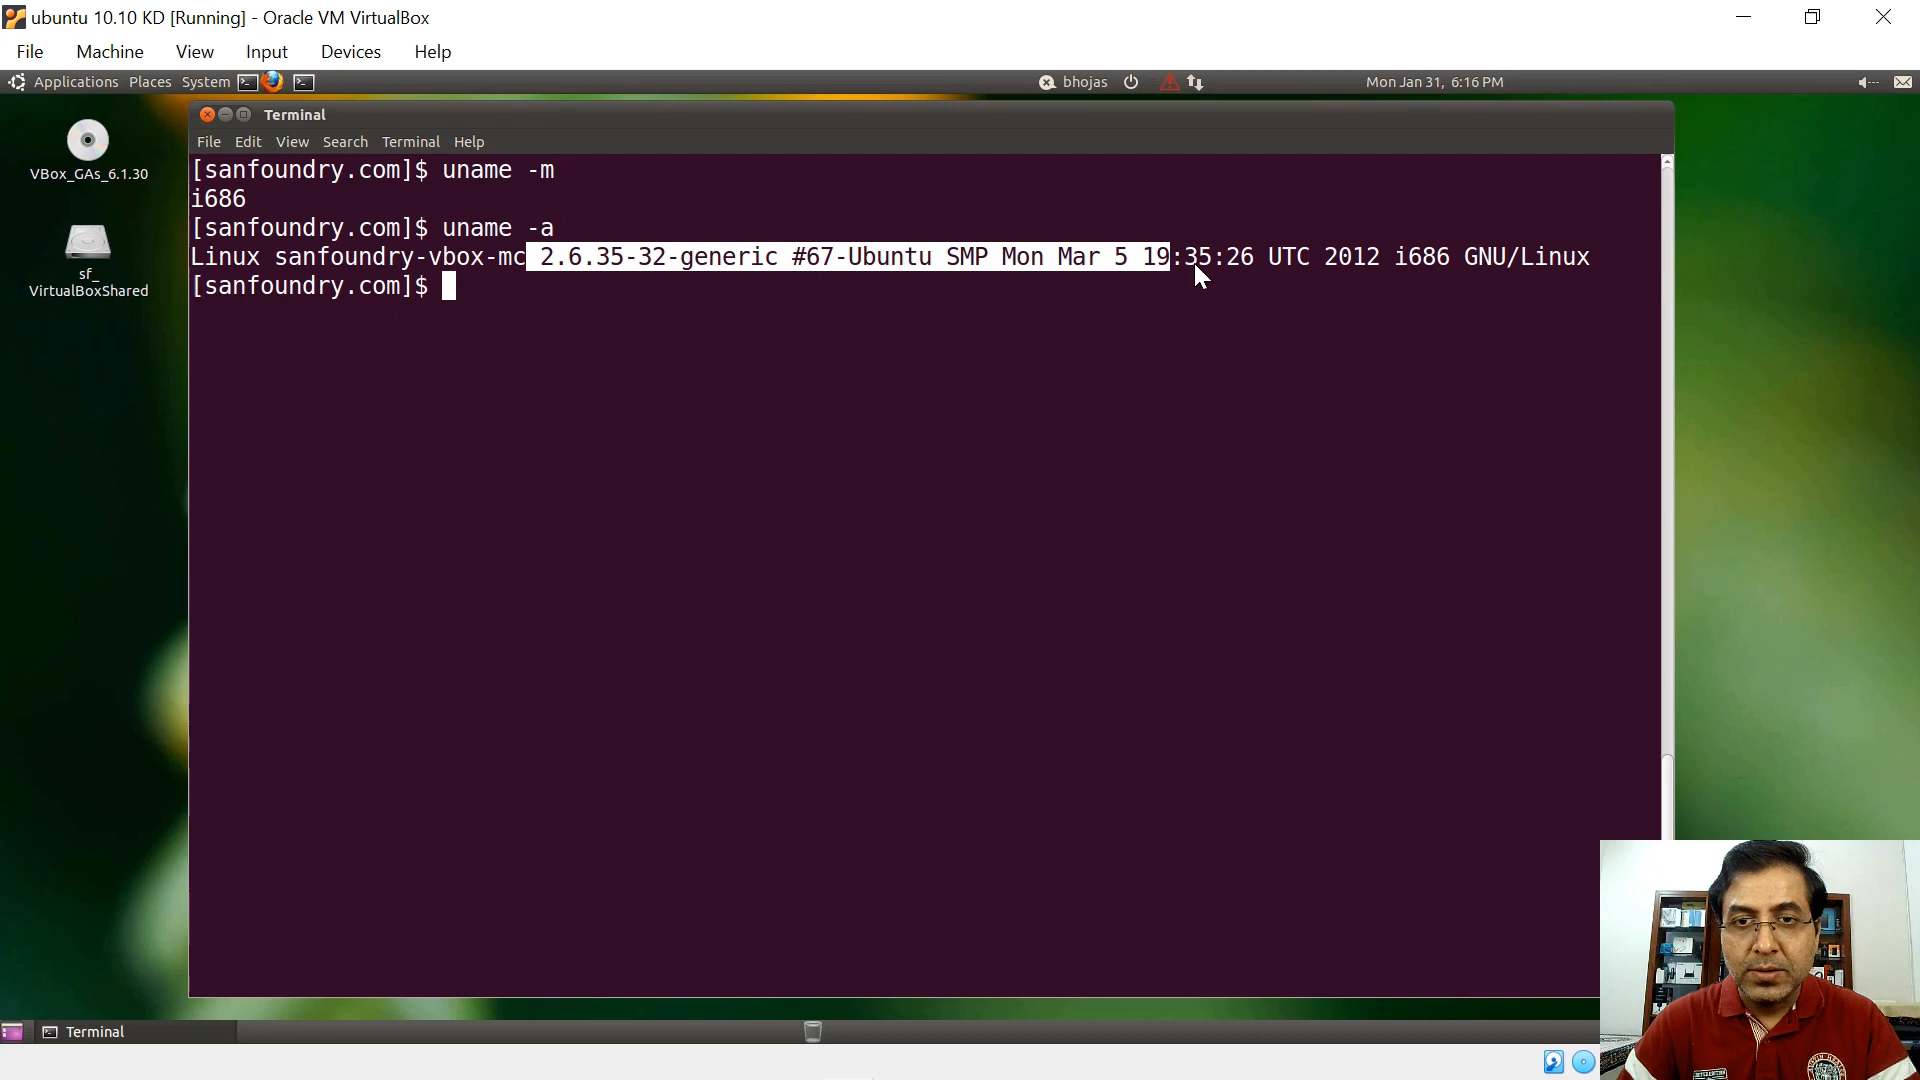 ubuntu 10.10 KD [Running] - Oracle VM VirtualBox
File Machine View Input Devices Help
Applications Places System bhojas Mon Jan 31, 6:16 PM
VBox_GAs_6.1.30
sf_
VirtualBoxShared
Terminal
File Edit View Search Terminal Help
[sanfoundry.com]$ uname -m
i686
[sanfoundry.com]$ uname -a
Linux sanfoundry-vbox-mc 2.6.35-32-generic #67-Ubuntu SMP Mon Mar 5 19:35:26 UTC 2012 i686 GNU/Linux
[sanfoundry.com]$
Terminal